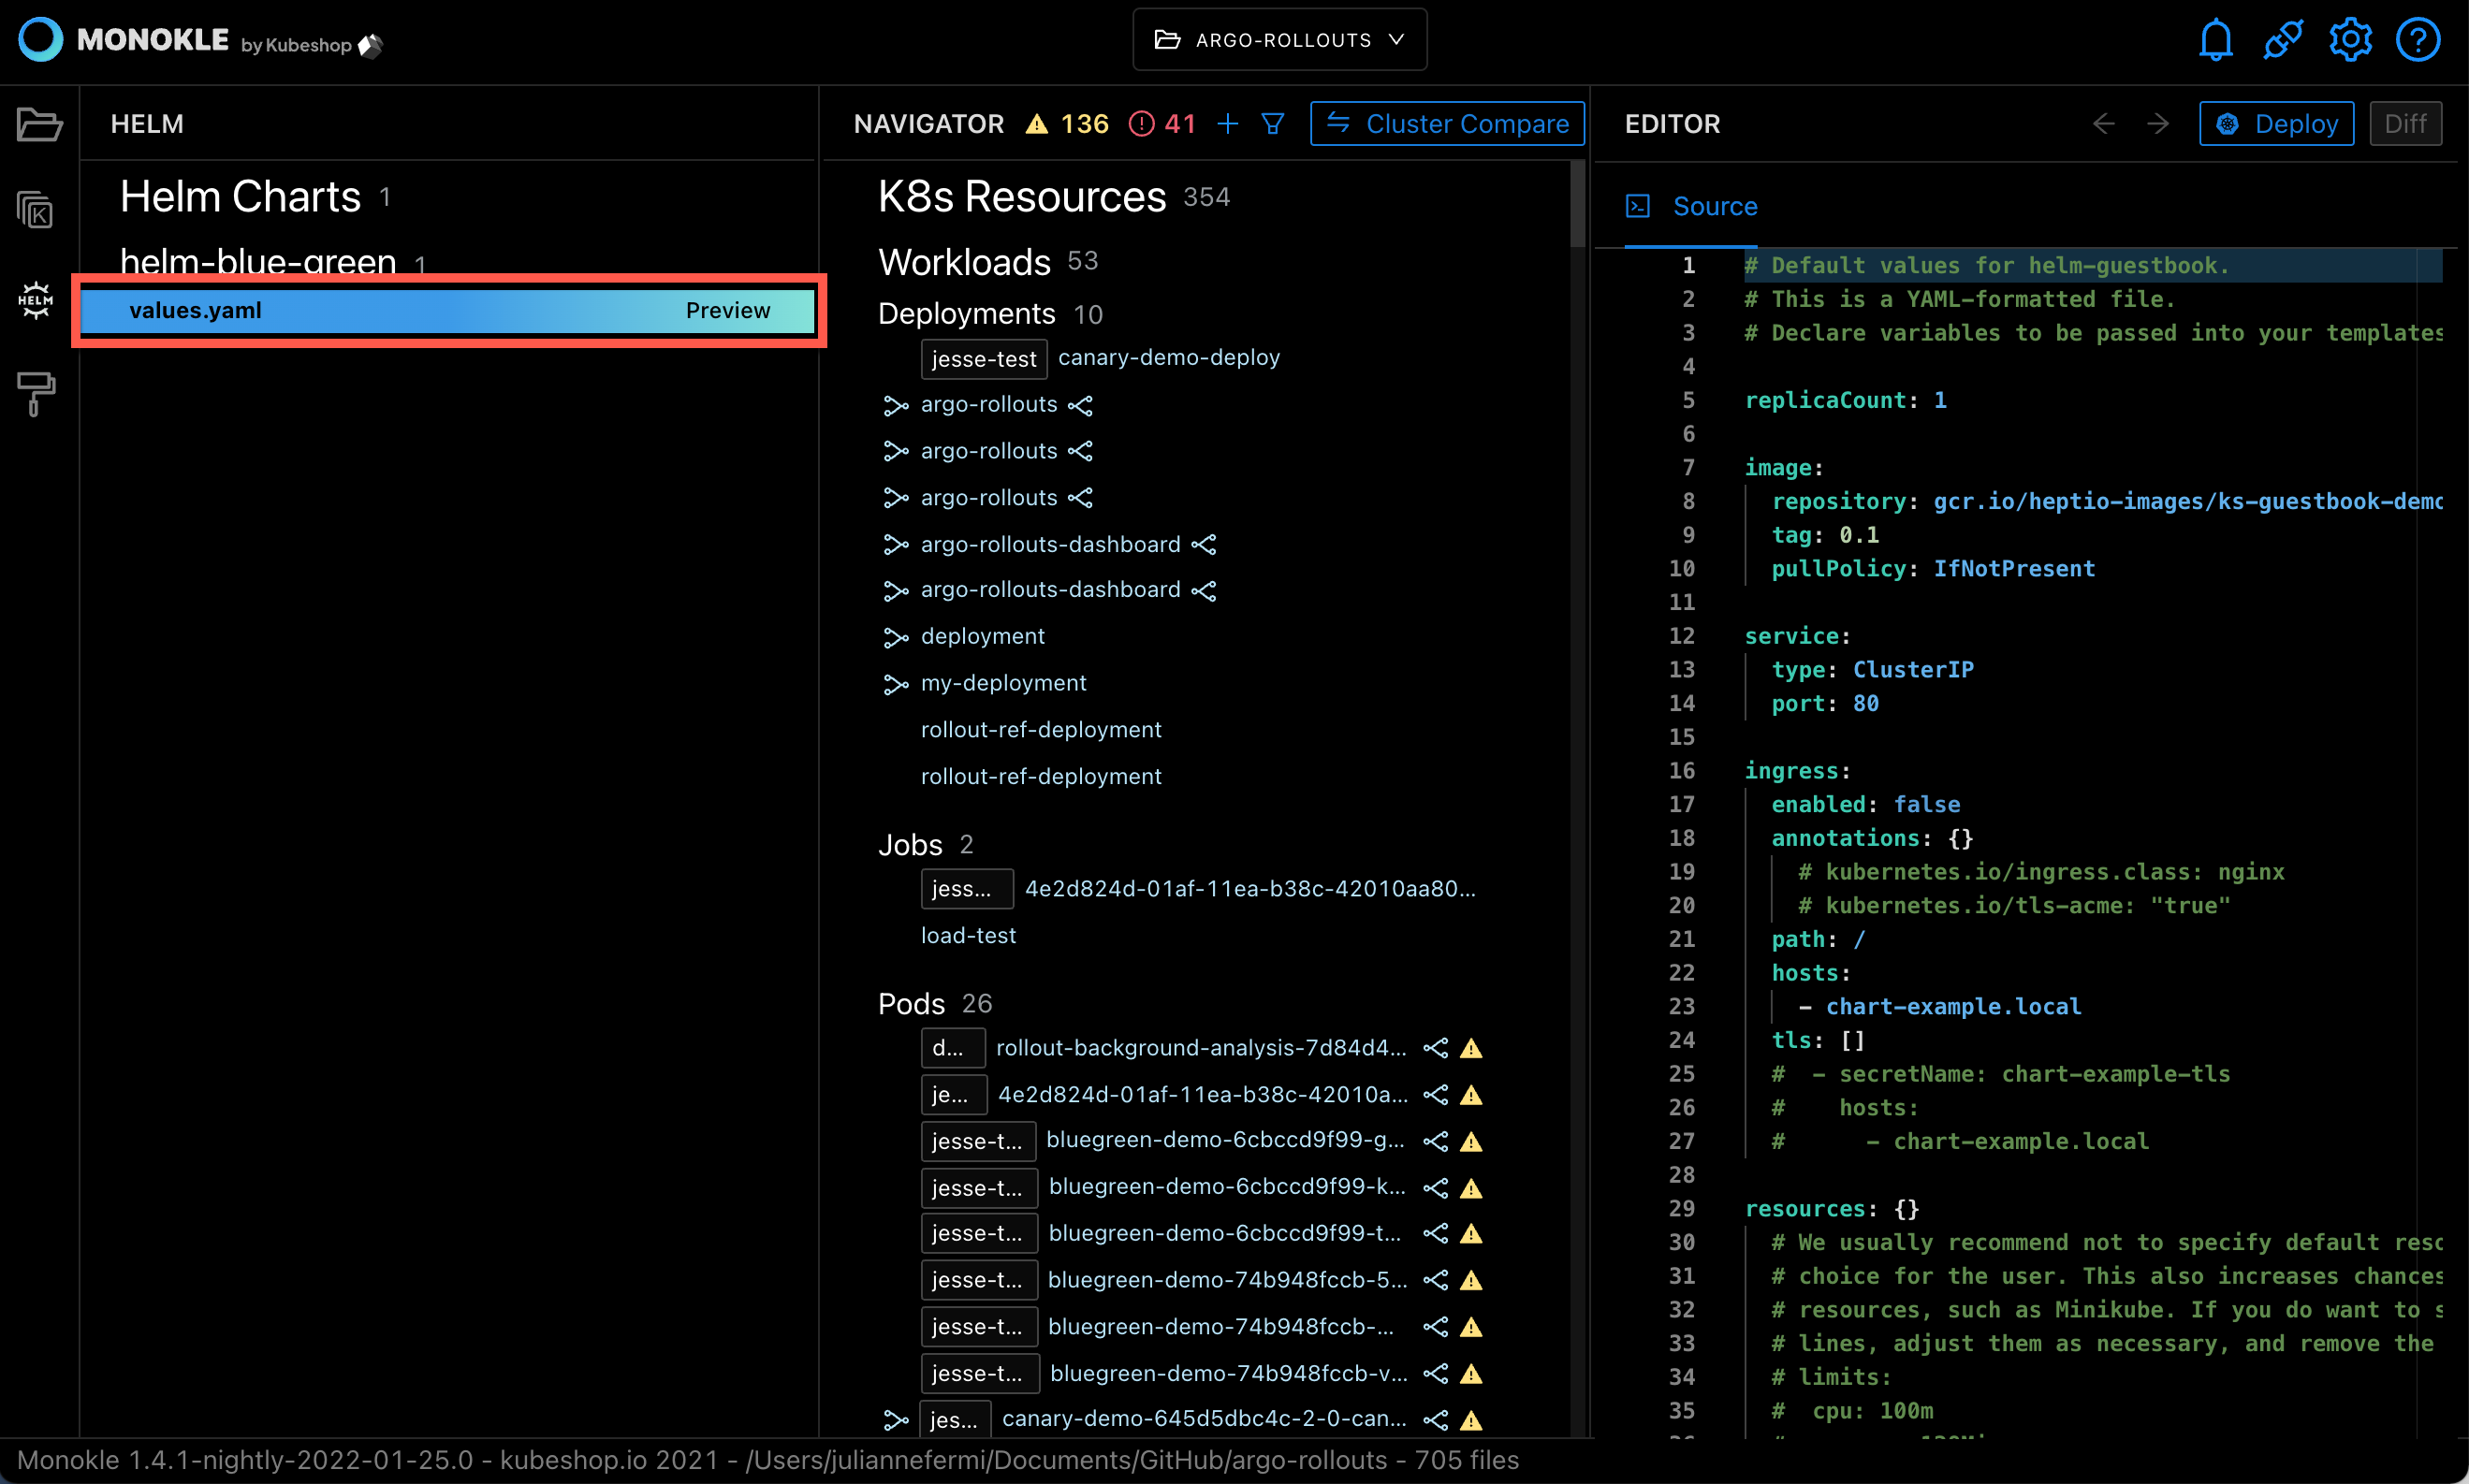 MONOKLE by Kubeshop
ARGO-ROLLOUTS
HELM
Helm Charts 1
helm-blue-green 1
values.yaml Preview
NAVIGATOR 136 41 Cluster Compare
K8s Resources 354
Workloads 53
Deployments 10
jesse-test canary-demo-deploy
argo-rollouts
argo-rollouts
argo-rollouts
argo-rollouts-dashboard
argo-rollouts-dashboard
deployment
my-deployment
rollout-ref-deployment
rollout-ref-deployment
Jobs 2
jess... 4e2d824d-01af-11ea-b38c-42010aa80...
load-test
Pods 26
d... rollout-background-analysis-7d84d4...
je... 4e2d824d-01af-11ea-b38c-42010a...
jesse-t... bluegreen-demo-6cbccd9f99-g...
jesse-t... bluegreen-demo-6cbccd9f99-k...
jesse-t... bluegreen-demo-6cbccd9f99-t...
jesse-t... bluegreen-demo-74b948fccb-5...
jesse-t... bluegreen-demo-74b948fccb-...
jesse-t... bluegreen-demo-74b948fccb-v...
jes... canary-demo-645d5dbc4c-2-0-can...
EDITOR Deploy Diff
Source
1 # Default values for helm-guestbook.
2 # This is a YAML-formatted file.
3 # Declare variables to be passed into your templates
4
5 replicaCount: 1
6
7 image:
8 repository: gcr.io/heptio-images/ks-guestbook-demo
9 tag: 0.1
10 pullPolicy: IfNotPresent
11
12 service:
13 type: ClusterIP
14 port: 80
15
16 ingress:
17 enabled: false
18 annotations: {}
19 # kubernetes.io/ingress.class: nginx
20 # kubernetes.io/tls-acme: "true"
21 path: /
22 hosts:
23 - chart-example.local
24 tls: []
25 # - secretName: chart-example-tls
26 # hosts:
27 # - chart-example.local
28
29 resources: {}
30 # We usually recommend not to specify default reso
31 # choice for the user. This also increases chances
32 # resources, such as Minikube. If you do want to s
33 # lines, adjust them as necessary, and remove the
34 # limits:
35 # cpu: 100m
Monokle 1.4.1-nightly-2022-01-25.0 - kubeshop.io 2021 - /Users/juliannefermi/Documents/GitHub/argo-rollouts - 705 files